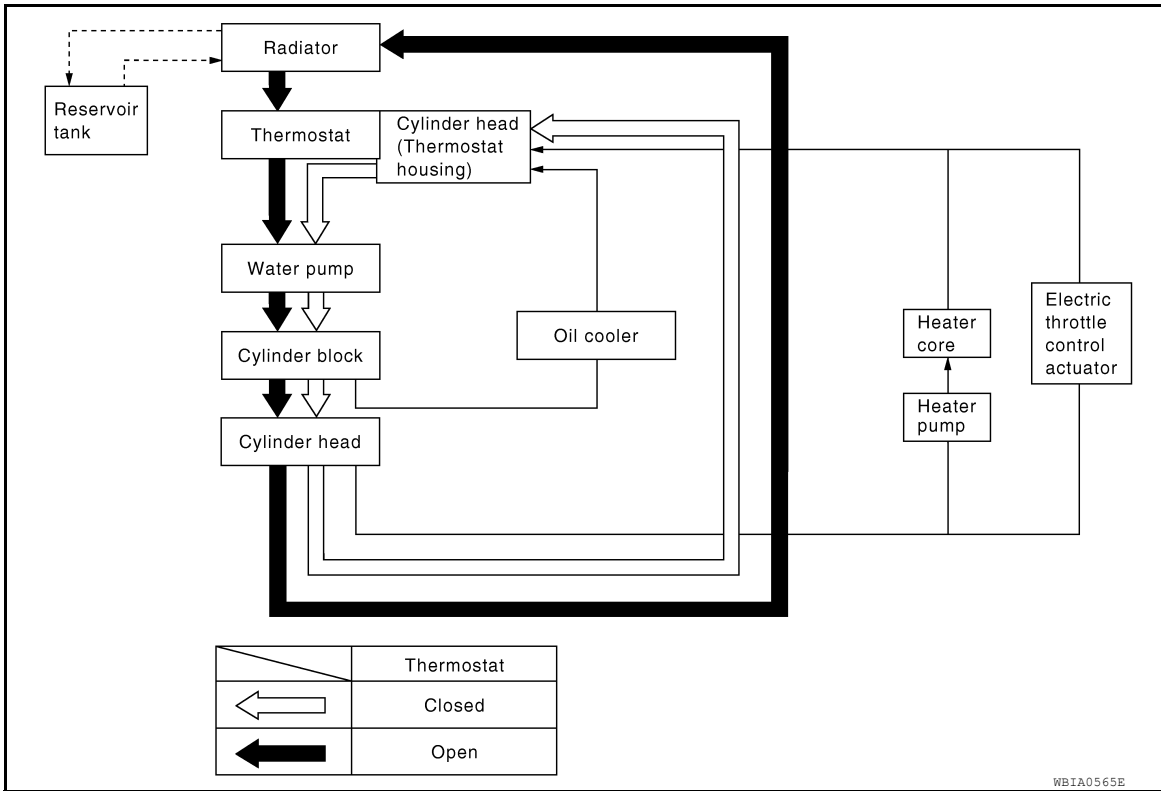 Radiator
Reservoir
tank
Thermostat
Cylinder head
(Thermostat
housing)
Water pump
Cylinder block
Cylinder head
Oil cooler
Heater
core
Heater
pump
Electric
throttle
control
actuator
Thermostat
Closed
Open
WBIA0565E